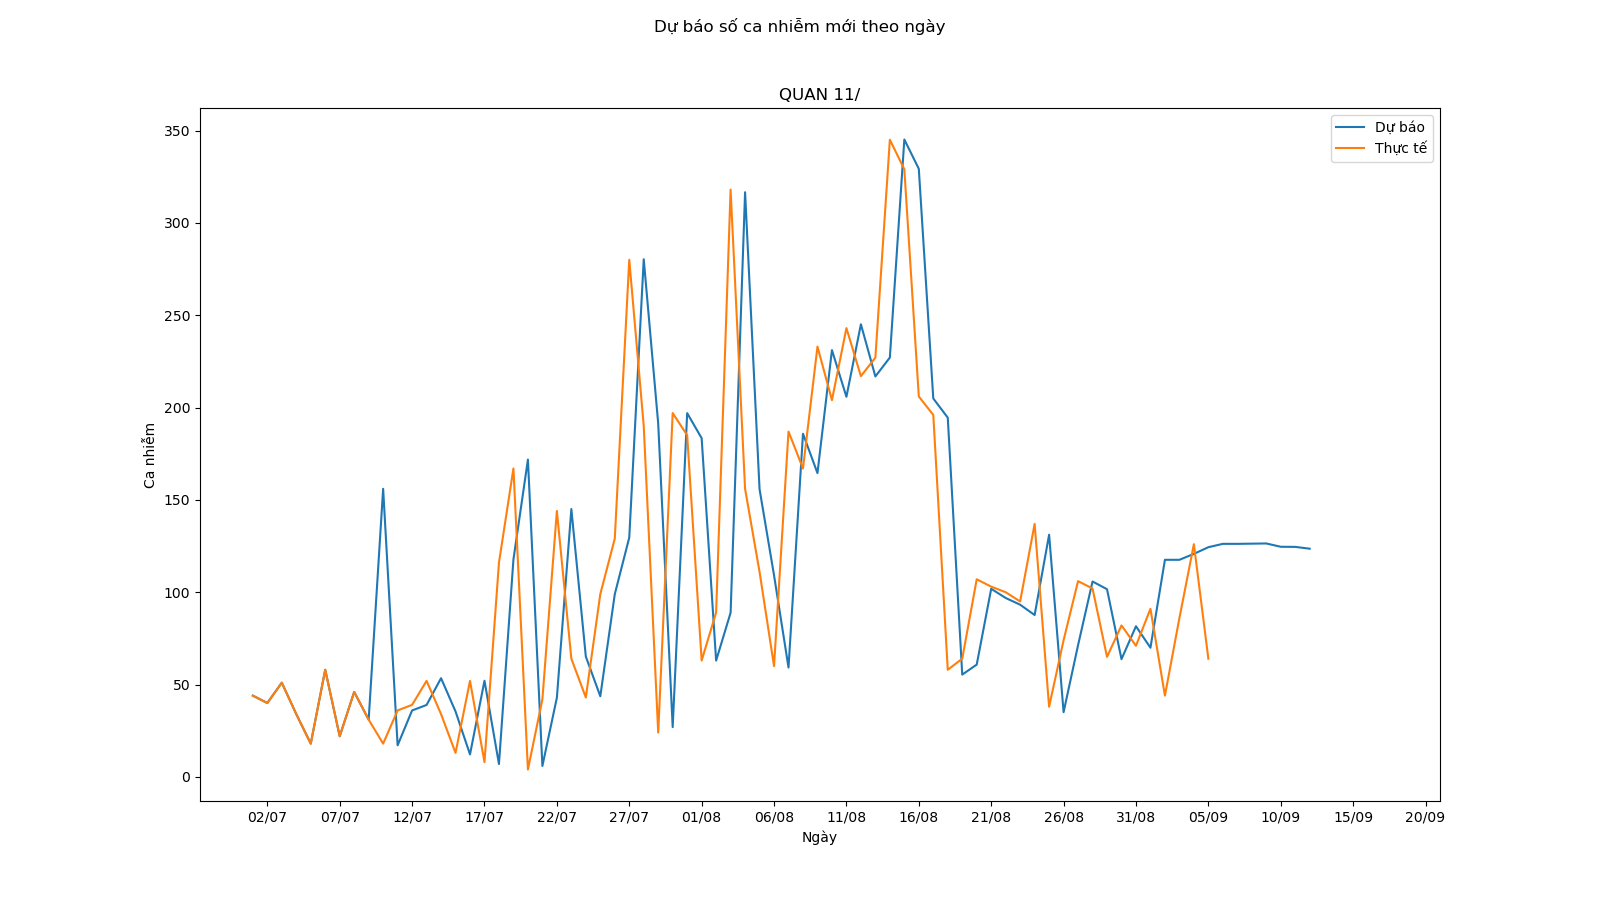 Dự báo số ca nhiễm mới theo ngày
QUAN 11/
Dự báo
Thực tế
350
300
250
200
150
100
50
0
Ca nhiễm
02/07 07/07 12/07 17/07 22/07 27/07 01/08 06/08 11/08 16/08 21/08 26/08 31/08 05/09 10/09 15/09 20/09
Ngày